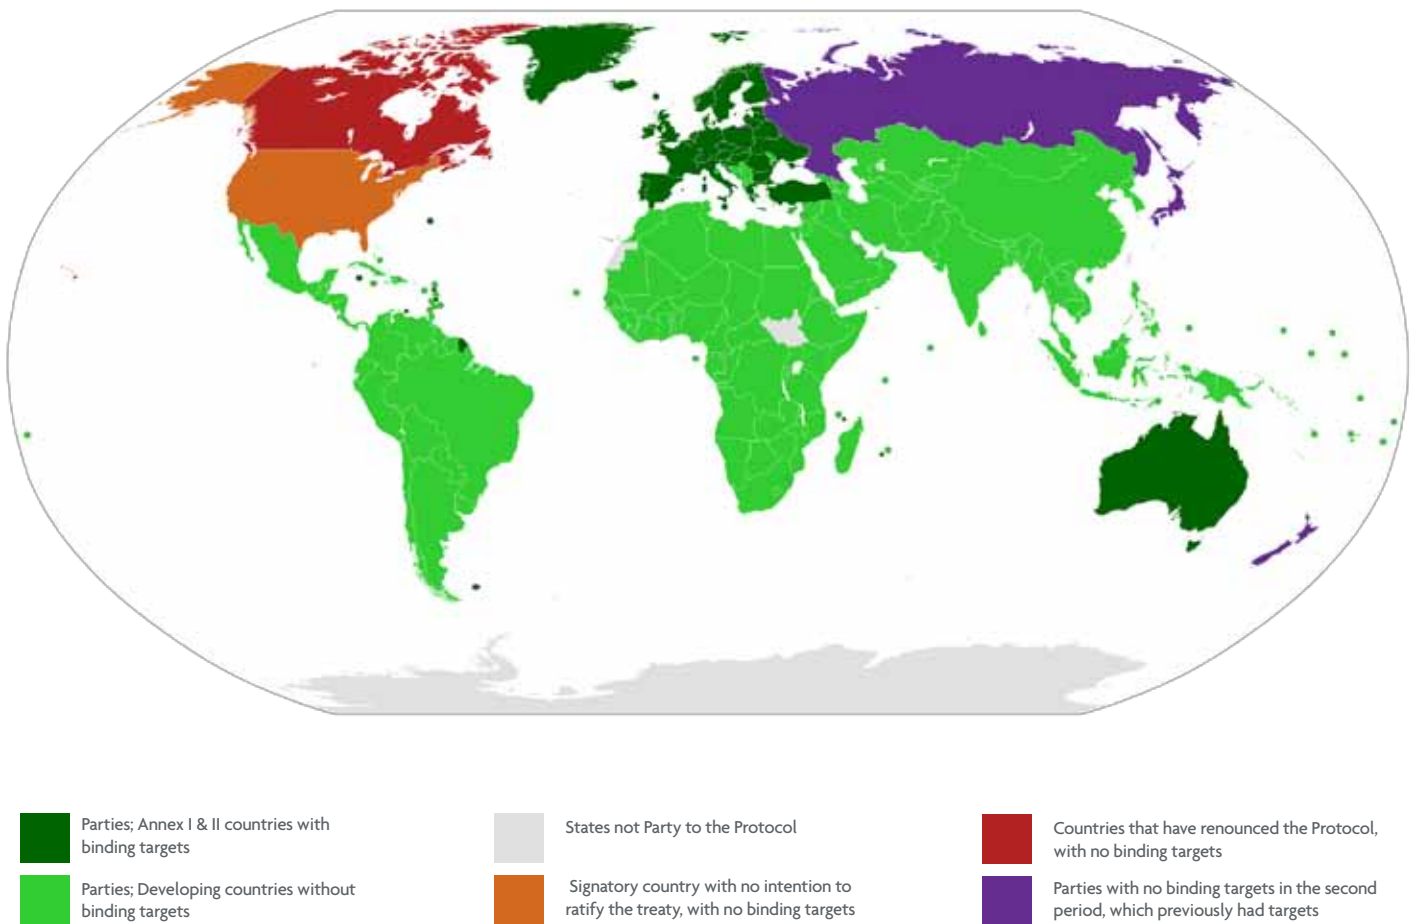 Parties; Annex I & II countries with
binding targets
Parties; Developing countries without
binding targets
States not Party to the Protocol
Signatory country with no intention to
ratify the treaty, with no binding targets
Countries that have renounced the Protocol,
with no binding targets
Parties with no binding targets in the second
period, which previously had targets